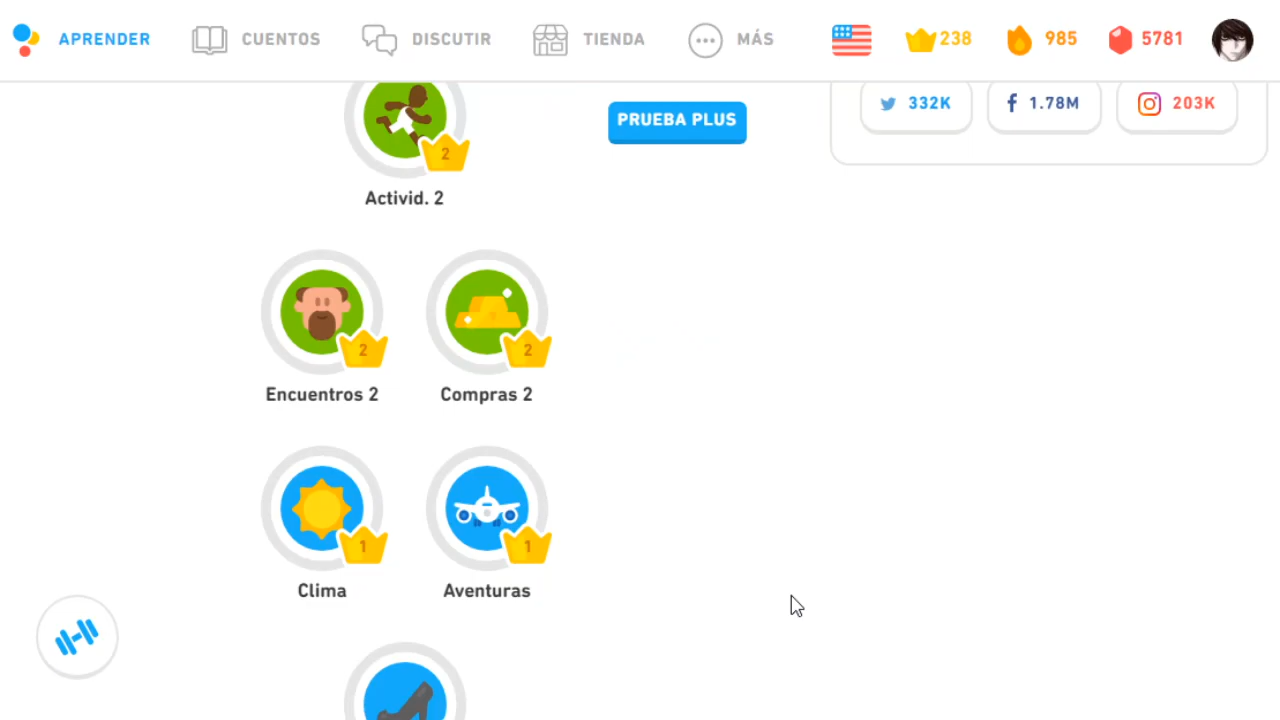 APRENDER CUENTOS DISCUTIR TIENDA MÁS 238 985 5781
332K 1.78M 203K
PRUEBA PLUS
2
Activid. 2
2 2
Encuentros 2 Compras 2
1 1
Clima Aventuras